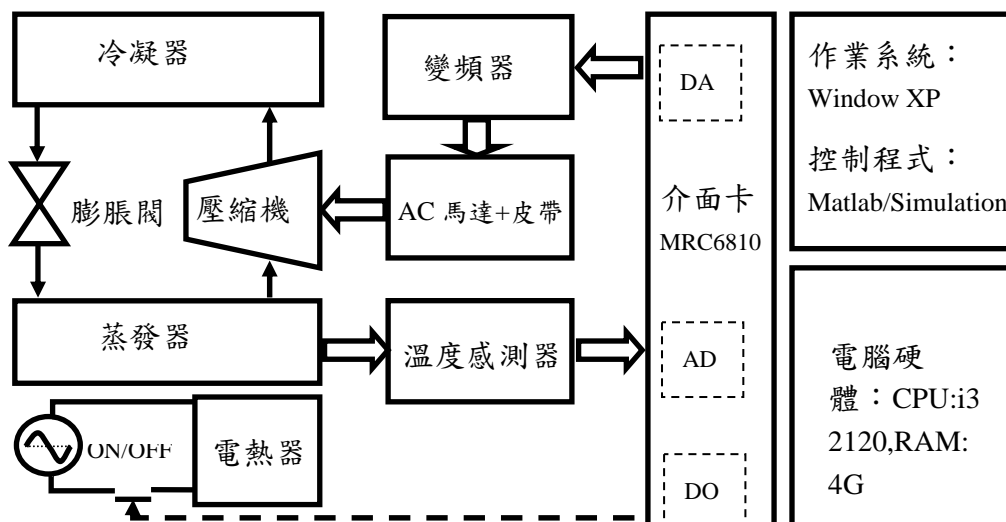 冷凝器
變頻器
DA
作業系統：
Window XP
控制程式：
Matlab/Simulation
膨脹閥
壓縮機
AC 馬達+皮帶
介面卡
MRC6810
蒸發器
溫度感測器
AD
電腦硬
體：CPU:i3
2120,RAM:
4G
ON/OFF
電熱器
DO